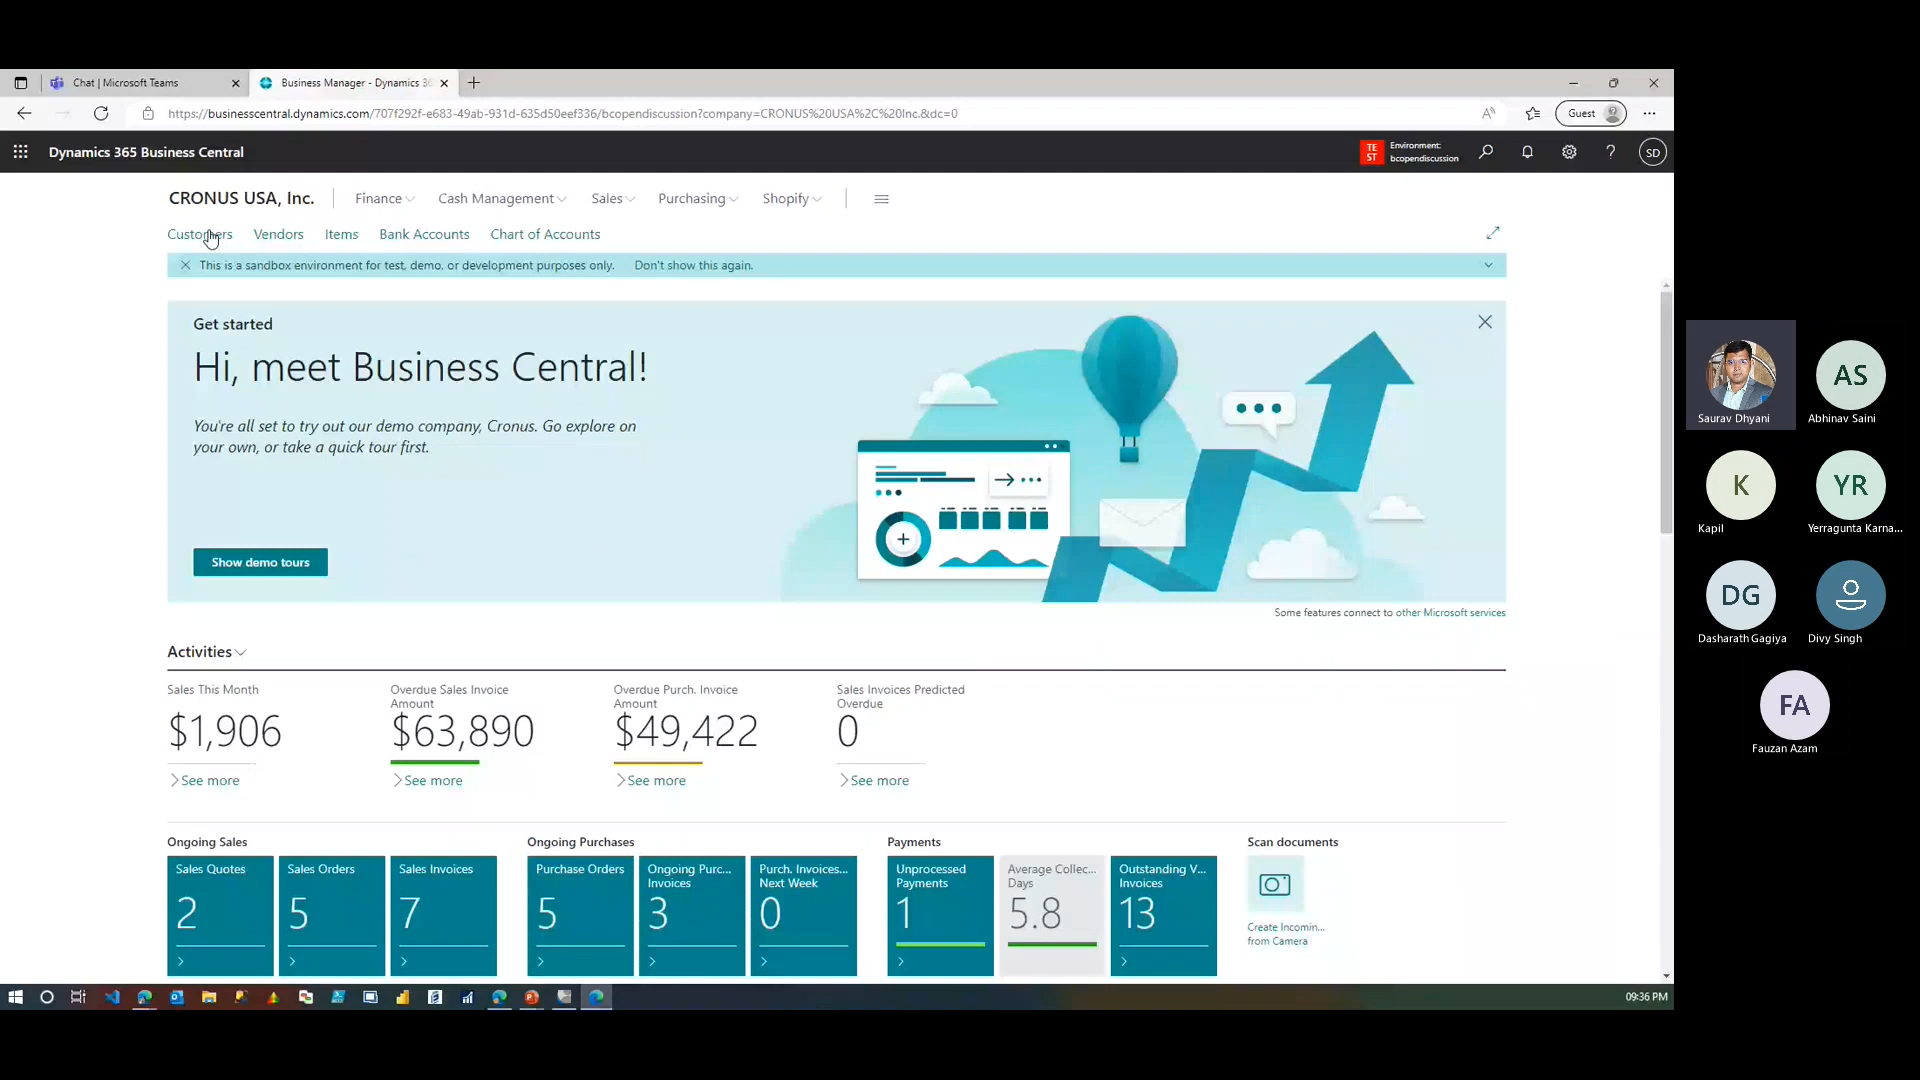 Chat | Microsoft Teams
Business Manager - Dynamics 36
https://businesscentral.dynamics.com/707f292f-e683-49ab-931d-635d50eef336/bcopendiscussion?company=CRONUS%20USA%2C%20Inc.&dc=0
Guest
Dynamics 365 Business Central
TE
ST
Environment:
bcopendiscussion
SD
CRONUS USA, Inc.
Finance
Cash Management
Sales
Purchasing
Shopify
Customers
Vendors
Items
Bank Accounts
Chart of Accounts
This is a sandbox environment for test, demo, or development purposes only.
Don't show this again.
Get started
Hi, meet Business Central!
You're all set to try out our demo company, Cronus. Go explore on
your own, or take a quick tour first.
Show demo tours
Some features connect to other Microsoft services
Activities
Sales This Month
$1,906
See more
Overdue Sales Invoice
Amount
$63,890
See more
Overdue Purch. Invoice
Amount
$49,422
See more
Sales Invoices Predicted
Overdue
0
See more
Ongoing Sales
Sales Quotes
2
Sales Orders
5
Sales Invoices
7
Ongoing Purchases
Purchase Orders
5
Ongoing Purc...
Invoices
3
Purch. Invoices...
Next Week
0
Payments
Unprocessed
Payments
1
Average Collec...
Days
5.8
Outstanding V...
Invoices
13
Scan documents
Create Incomin...
from Camera
09:36 PM
Saurav Dhyani
AS
Abhinav Saini
K
Kapil
YR
Yerragunta Karna...
DG
Dasharath Gagiya
Divy Singh
FA
Fauzan Azam